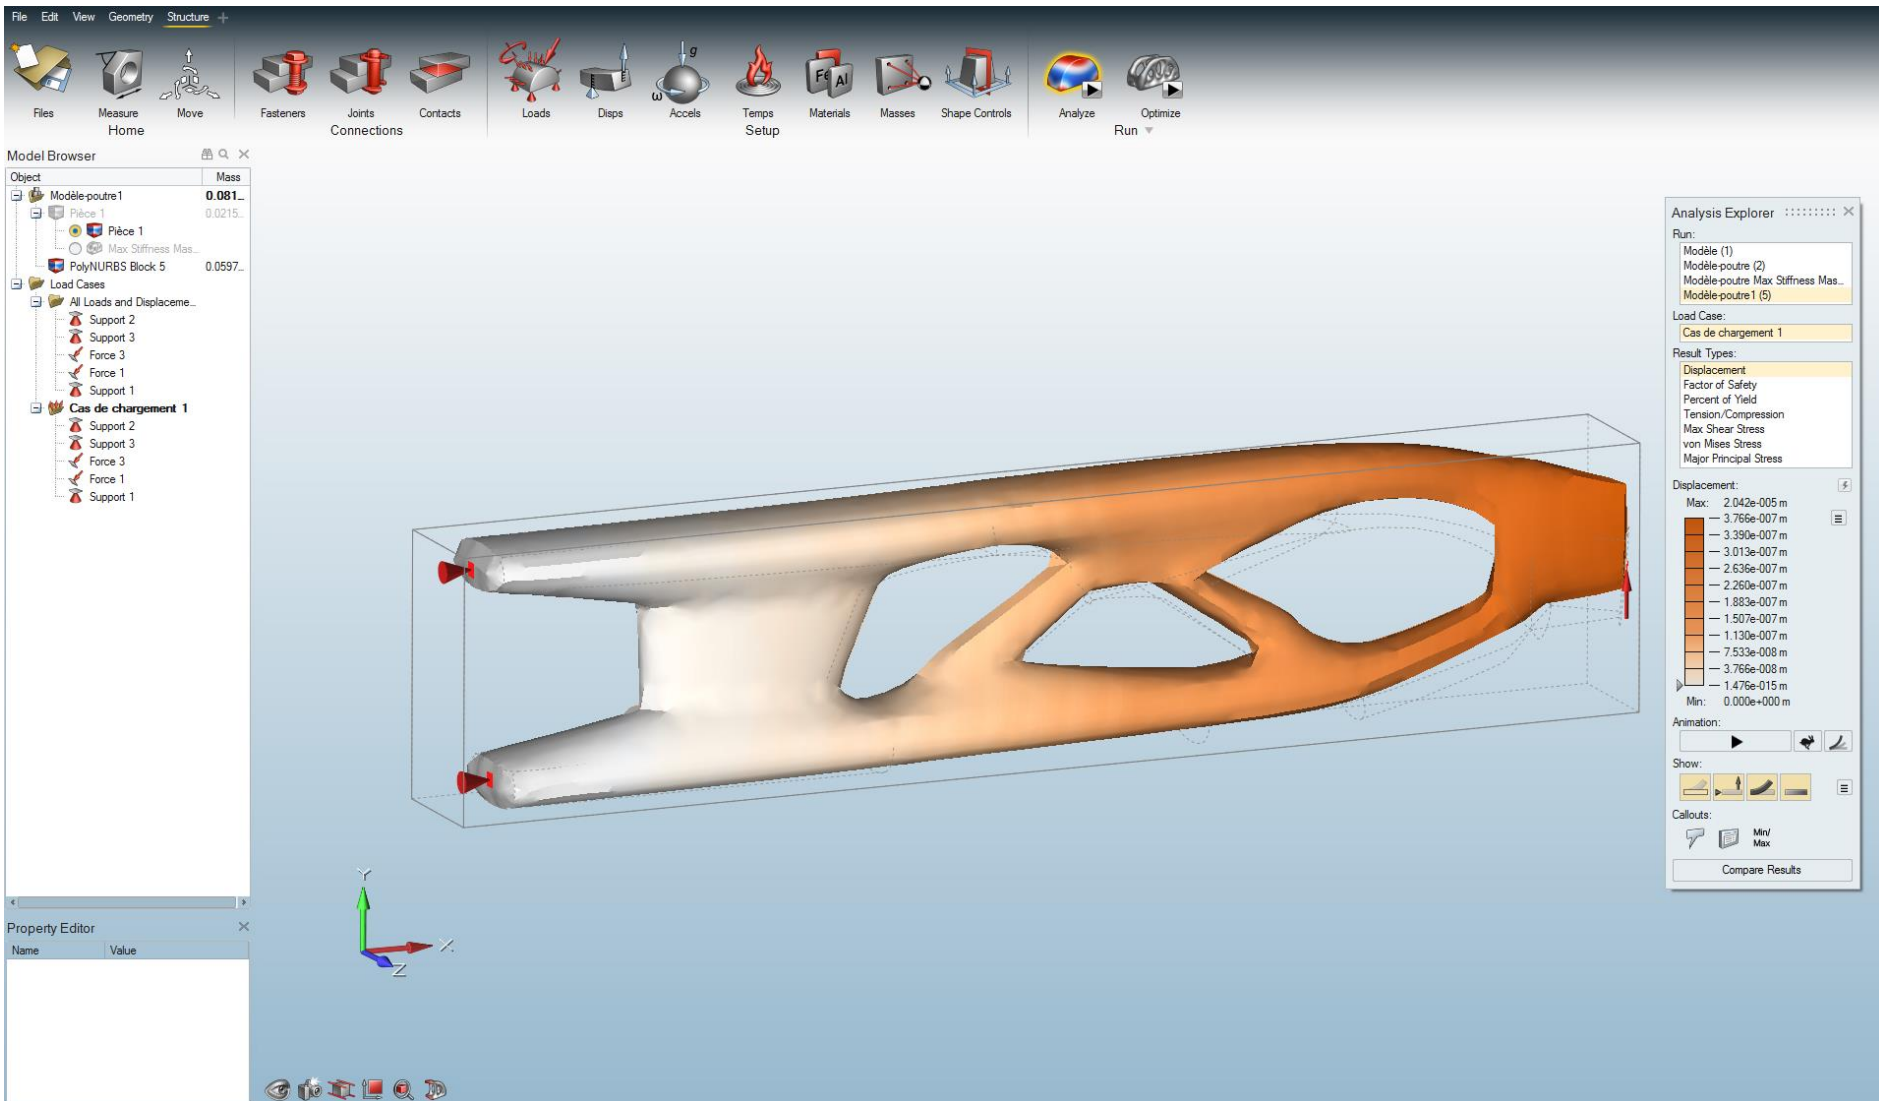 File Edit View Geometry Structure
g
ω
Fe Al
Files Measure Move Fasteners Joints Contacts Loads Disps Accels Temps Materials Masses Shape Controls Analyze Optimize
Home Connections Setup Run
Model Browser
Object Mass
Modèle-poutre1 0.081...
Pièce 1 0.0215...
Pièce 1
Max Stiffness Mas...
PolyNURBS Block 5 0.0597...
Load Cases
All Loads and Displaceme...
Support 2
Support 3
Force 3
Force 1
Support 1
Cas de chargement 1
Support 2
Support 3
Force 3
Force 1
Support 1
Property Editor
Name Value
Y
X
Z
Analysis Explorer
Run:
Modèle (1)
Modèle-poutre (2)
Modèle-poutre Max Stiffness Mas...
Modèle-poutre1 (5)
Load Case:
Cas de chargement 1
Result Types:
Displacement
Factor of Safety
Percent of Yield
Tension/Compression
Max Shear Stress
von Mises Stress
Major Principal Stress
Displacement:
Max: 2.042e-005 m
3.766e-007 m
3.390e-007 m
3.013e-007 m
2.636e-007 m
2.260e-007 m
1.883e-007 m
1.507e-007 m
1.130e-007 m
7.533e-008 m
3.766e-008 m
1.476e-015 m
Min: 0.000e+000 m
Animation:
Show:
Callouts:
Min/
Max
Compare Results